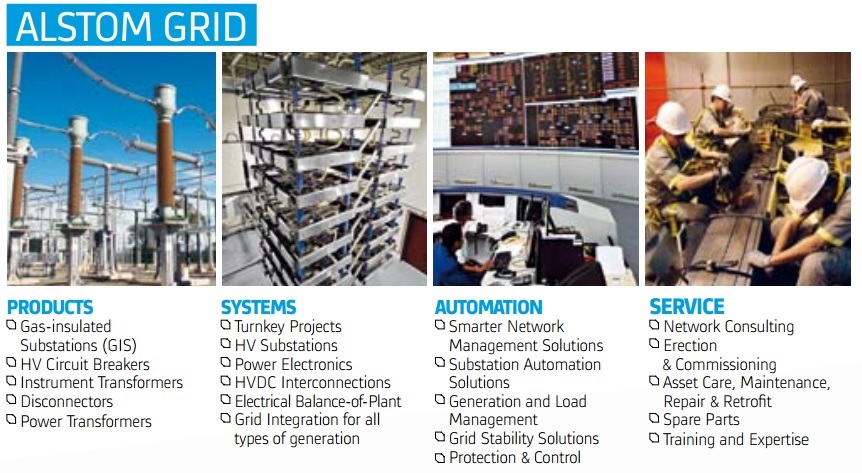 ALSTOM GRID
PRODUCTS
Gas-insulated
Substations (GIS)
HV Circuit Breakers
Instrument Transformers
Disconnectors
Power Transformers
SYSTEMS
Turnkey Projects
HV Substations
Power Electronics
HVDC Interconnections
Electrical Balance-of-Plant
Grid Integration for all
types of generation
AUTOMATION
Smarter Network
Management Solutions
Substation Automation
Solutions
Generation and Load
Management
Grid Stability Solutions
Protection & Control
SERVICE
Network Consulting
Erection
& Commissioning
Asset Care, Maintenance,
Repair & Retrofit
Spare Parts
Training and Expertise